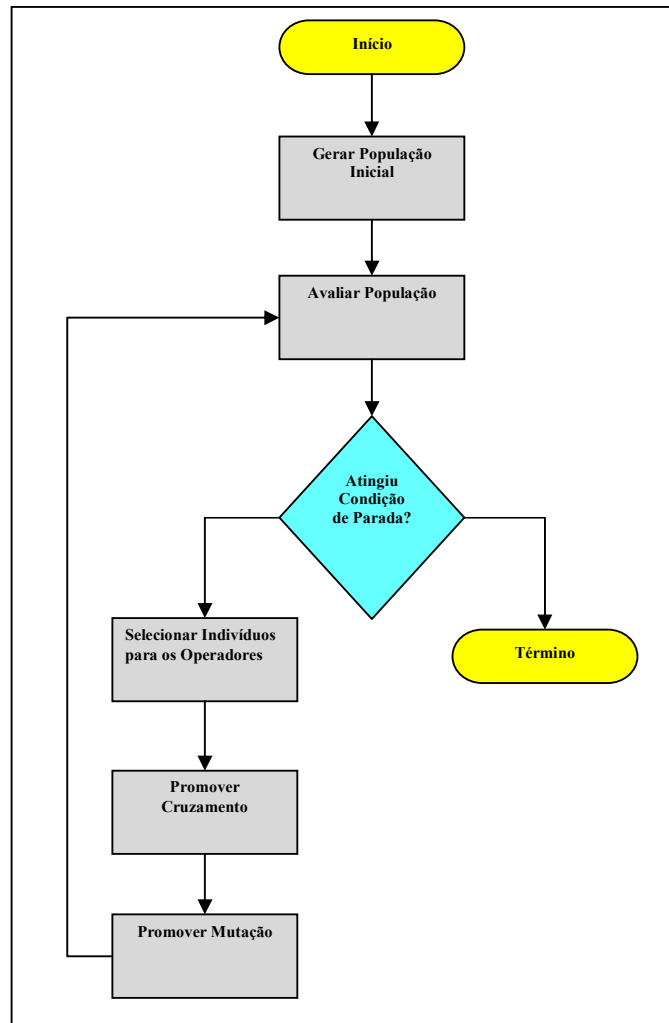 Início
Gerar População
Inicial
Avaliar População
Atingiu
Condição
de Parada?
Selecionar Indivíduos
para os Operadores
Término
Promover
Cruzamento
Promover Mutação